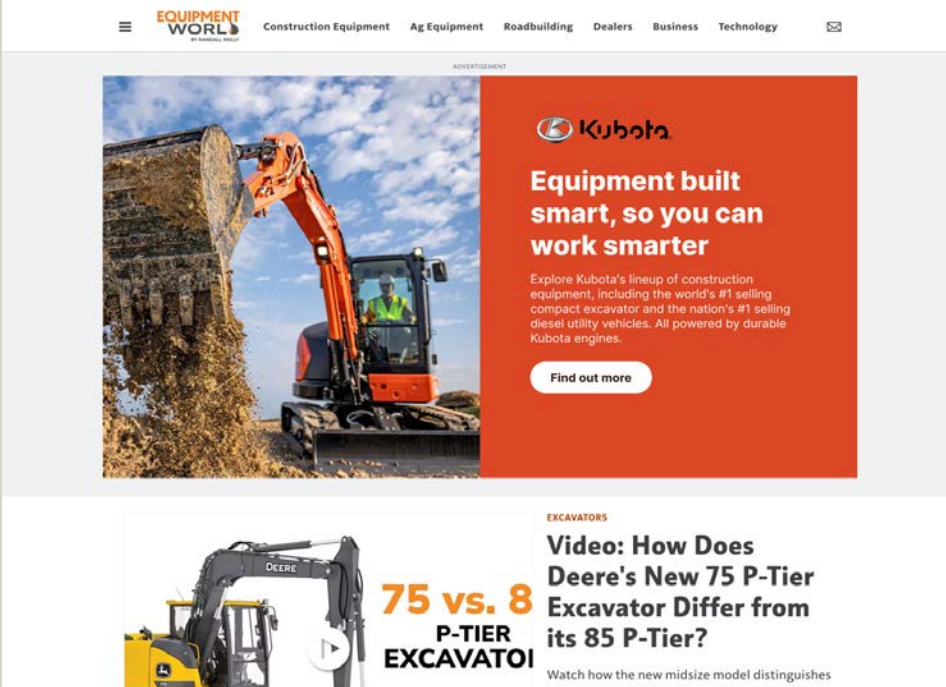 EQUIPMENT
WORLD
BY RANDALL REILLY
Construction Equipment
Ag Equipment
Roadbuilding
Dealers
Business
Technology
ADVERTISEMENT
Kubota
Equipment built
smart, so you can
work smarter
Explore Kubota's lineup of construction
equipment, including the world's #1 selling
compact excavator and the nation's #1 selling
diesel utility vehicles. All powered by durable
Kubota engines.
Find out more
DEERE
75 vs. 8
P-TIER
EXCAVATO
EXCAVATORS
Video: How Does
Deere's New 75 P-Tier
Excavator Differ from
its 85 P-Tier?
Watch how the new midsize model distinguishes